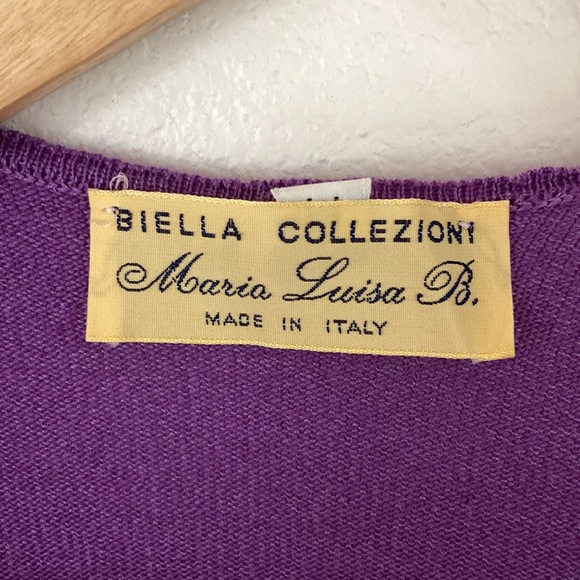 BIELLA COLLEZIONI
Maria Luisa B.
MADE IN ITALY